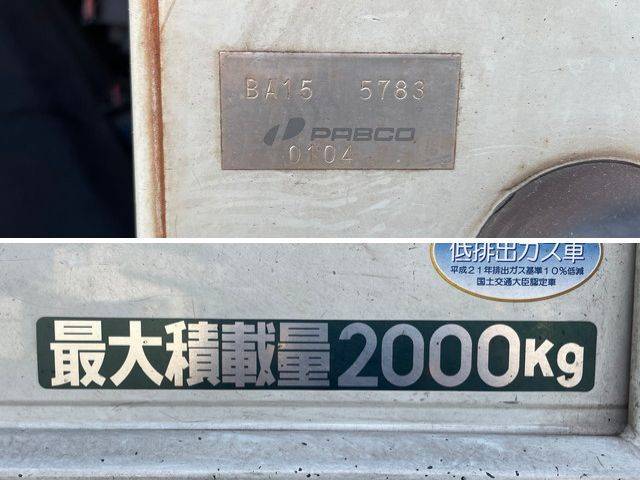 BA15 5783
PABCO
0104
低排出ガス車
平成21年排出ガス基準10%低減
国土交通大臣認定車
最大積載量2000Kg